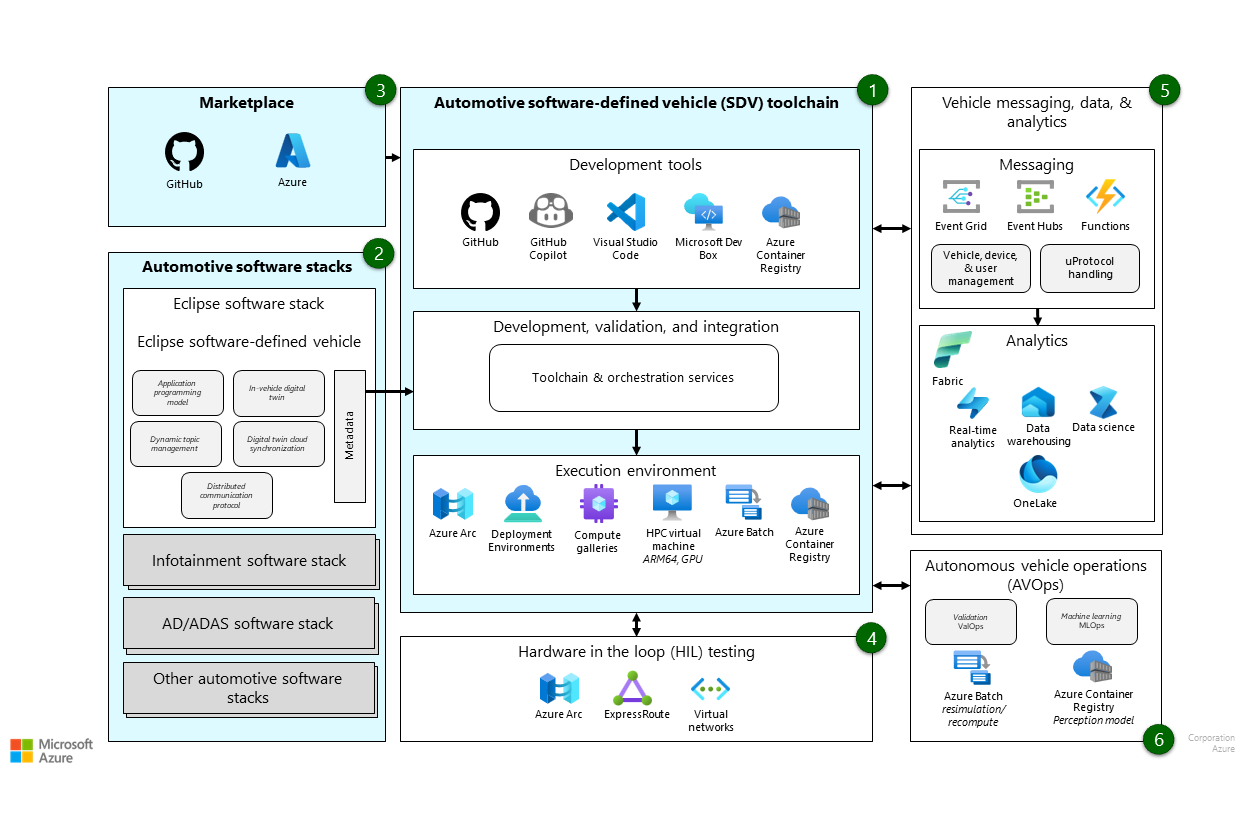 3
Marketplace
GitHub
Azure
2
Automotive software stacks
Eclipse software stack
Eclipse software-defined vehicle
Application
programming
model
In-vehicle digital
twin
Dynamic topic
management
Digital twin cloud
synchronization
Distributed
communication
protocol
Metadata
Infotainment software stack
AD/ADAS software stack
Other automotive software
stacks
1
Automotive software-defined vehicle (SDV) toolchain
Development tools
GitHub
GitHub
Copilot
Visual Studio
Code
Microsoft Dev
Box
Azure
Container
Registry
Development, validation, and integration
Toolchain & orchestration services
Execution environment
Azure Arc
Deployment
Environments
Compute
galleries
HPC virtual
machine
ARM64, GPU
Azure Batch
Azure
Container
Registry
4
Hardware in the loop (HIL) testing
Azure Arc
ExpressRoute
Virtual
networks
5
Vehicle messaging, data, &
analytics
Messaging
Event Grid
Event Hubs
Functions
Vehicle, device,
& user
management
uProtocol
handling
Analytics
Fabric
Real-time
analytics
Data
warehousing
Data science
OneLake
Autonomous vehicle operations
(AVOps)
Validation
ValOps
Machine learning
MLOps
Azure Batch
resimulation/
recompute
Azure Container
Registry
Perception model
6
Microsoft
Azure
Corporation
Azure